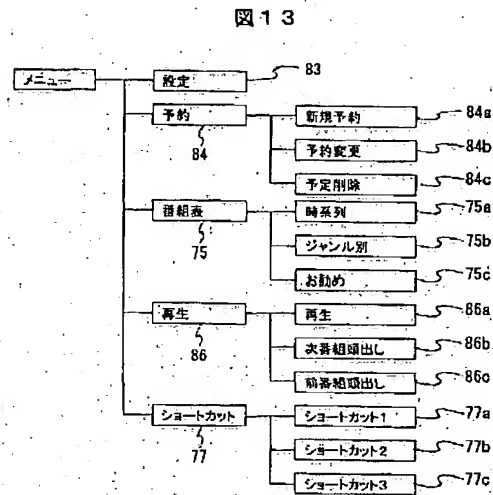 図13
メニュー
設定 83
予約 84
新規予約 84a
予約変更 84b
予定削除 84c
番組表 75
時系列 75a
ジャンル別 75b
お勧め 75c
再生 86
再生 86a
次番組頭出し 86b
前番組頭出し 86c
ショートカット 77
ショートカット1 77a
ショートカット2 77b
ショートカット3 77c